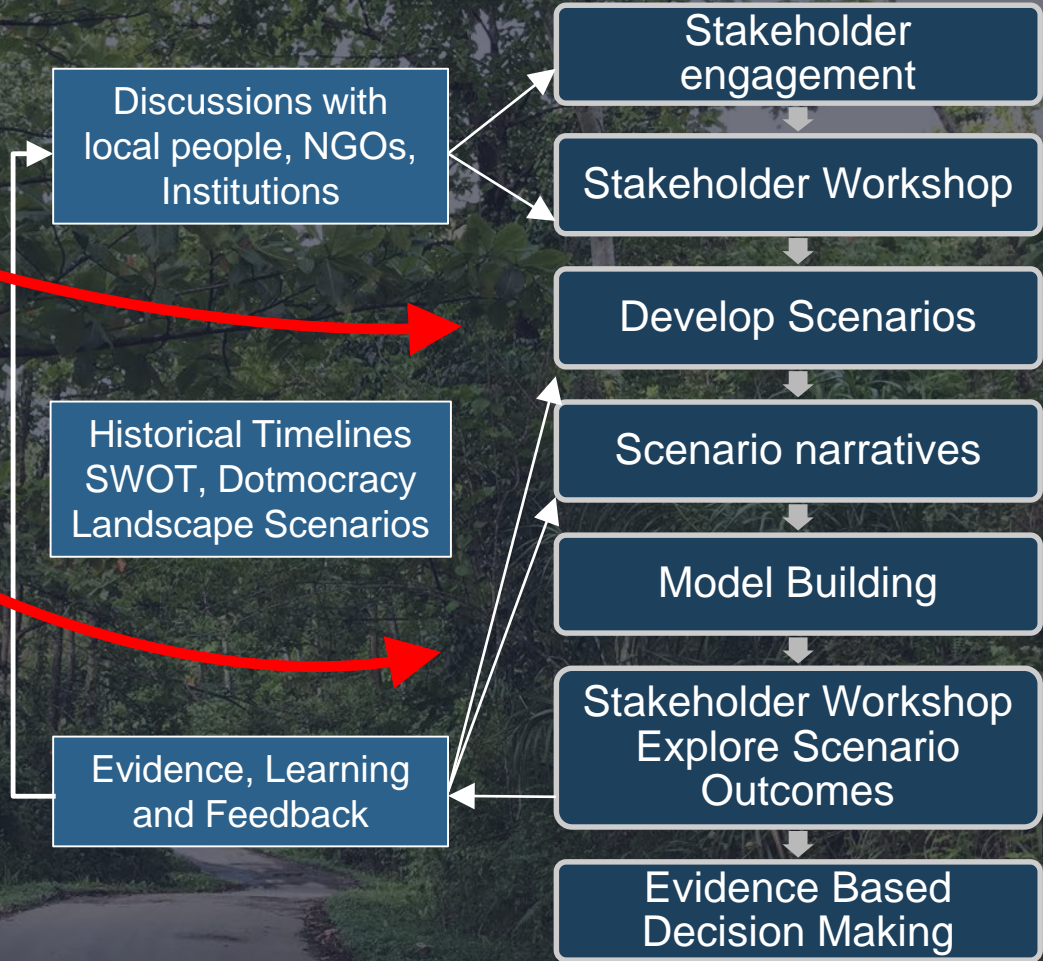 Stakeholder
engagement
Discussions with
local people, NGOs,
Institutions
Stakeholder Workshop
Develop Scenarios
Historical Timelines
SWOT, Dotmocracy
Landscape Scenarios
Scenario narratives
Model Building
Stakeholder Workshop
Explore Scenario
Outcomes
Evidence, Learning
and Feedback
Evidence Based
Decision Making